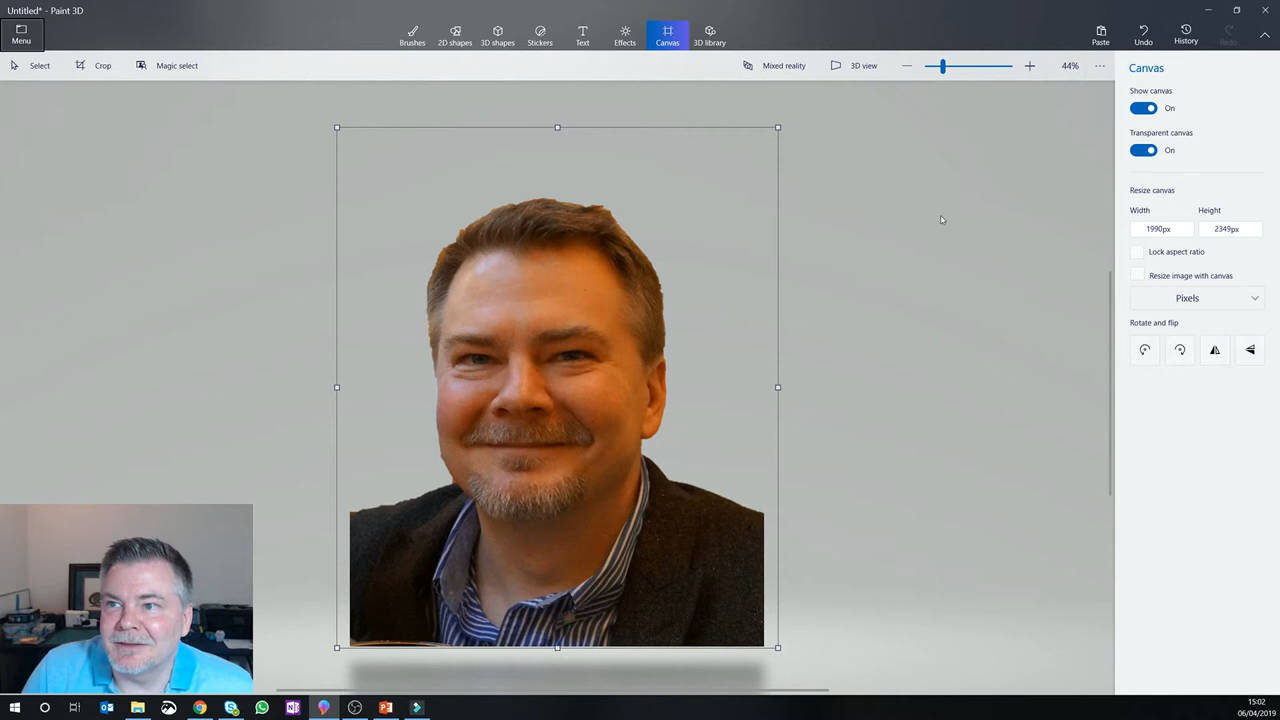 Untitled* - Paint 3D
Menu
Brushes
2D shapes
3D shapes
Stickers
Text
Effects
Canvas
3D library
Paste
Undo
History
Redo
Select
Crop
Magic select
Mixed reality
3D view
44%
Canvas
Show canvas
On
Transparent canvas
On
Resize canvas
Width Height
1990px 2349px
Lock aspect ratio
Resize image with canvas
Pixels
Rotate and flip
15:02
06/04/2019